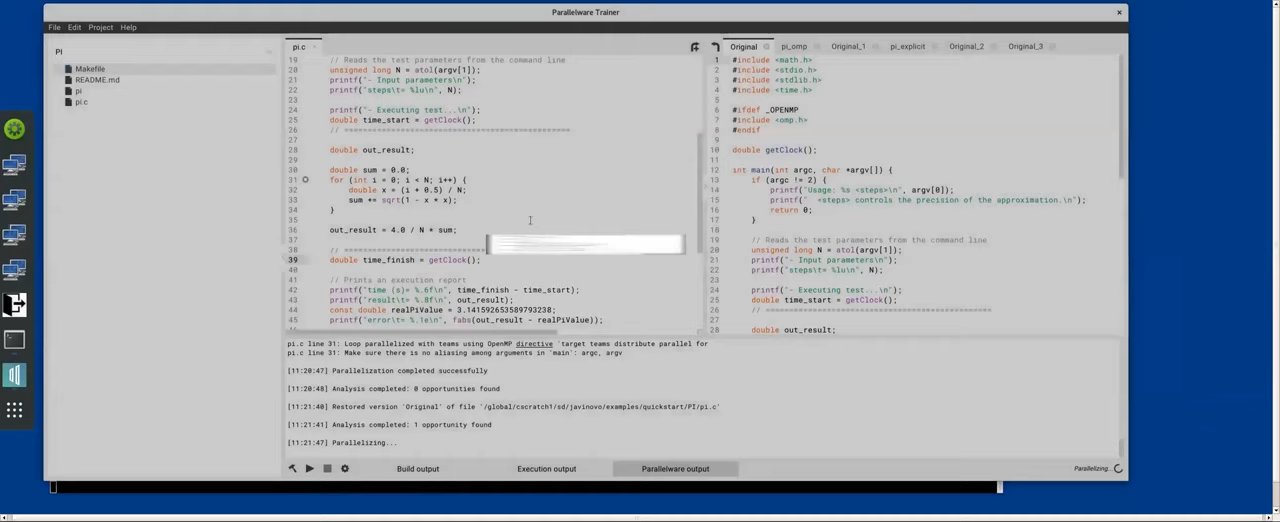 Parallelware Trainer
×
File Edit Project Help
PI
Makefile
README.md
pi
pi.c
pi.c
19 // Reads the test parameters from the command line
20 unsigned long N = atol(argv[1]);
21 printf("- Input parameters\n");
22 printf("steps\t= %lu\n", N);
23
24 printf("- Executing test...\n");
25 double time_start = getClock();
26 // ================================================
27
28 double out_result;
29
30 double sum = 0.0;
31 for (int i = 0; i < N; i++) {
32 double x = (i + 0.5) / N;
33 sum += sqrt(1 - x * x);
34 }
35
36 out_result = 4.0 / N * sum;
37
38 // ================================
39 double time_finish = getClock();
40
41 // Prints an execution report
42 printf("time (s)= %.6f\n", time_finish - time_start);
43 printf("result\t= %.8f\n", out_result);
44 const double realPiValue = 3.141592653589793238;
45 printf("error\t= %.1e\n", fabs(out_result - realPiValue));
Original pi_omp Original_1 pi_explicit Original_2 Original_3
1 #include <math.h>
2 #include <stdio.h>
3 #include <stdlib.h>
4 #include <time.h>
5
6 #ifdef _OPENMP
7 #include <omp.h>
8 #endif
9
10 double getClock();
11
12 int main(int argc, char *argv[]) {
13 if (argc != 2) {
14 printf("Usage: %s <steps>\n", argv[0]);
15 printf("  <steps> controls the precision of the approximation.\n");
16 return 0;
17 }
18
19 // Reads the test parameters from the command line
20 unsigned long N = atol(argv[1]);
21 printf("- Input parameters\n");
22 printf("steps\t= %lu\n", N);
23
24 printf("- Executing test...\n");
25 double time_start = getClock();
26 // ================================================
27
28 double out_result;
pi.c line 31: Loop parallelized with teams using OpenMP directive 'target teams distribute parallel for
pi.c line 31: Make sure there is no aliasing among arguments in 'main': argc, argv
[11:20:47] Parallelization completed successfully
[11:20:48] Analysis completed: 0 opportunities found
[11:21:40] Restored version 'Original' of file '/global/cscratch1/sd/javinovo/examples/quickstart/PI/pi.c'
[11:21:41] Analysis completed: 1 opportunity found
[11:21:47] Parallelizing...
Build output Execution output Parallelware output Parallelizing...